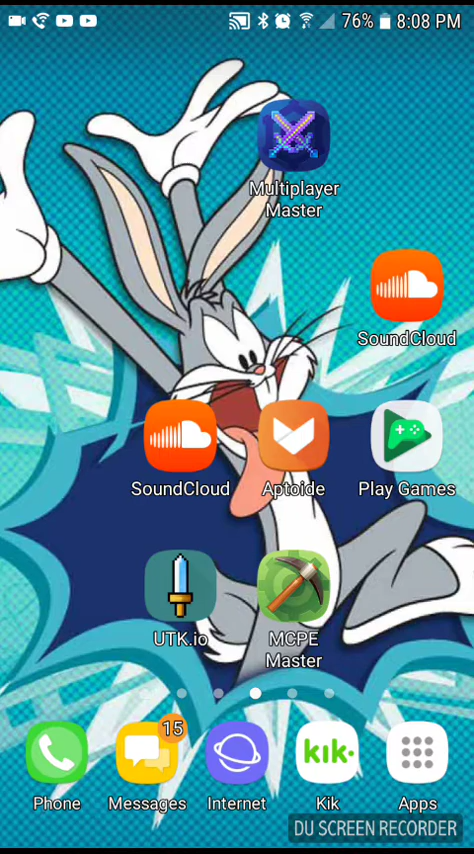 76% 8:08 PM
Multiplayer
Master
SoundCloud
SoundCloud Aptoide Play Games
UTK.io MCPE
Master
15
kik.
Phone Messages Internet Kik Apps
DU SCREEN RECORDER